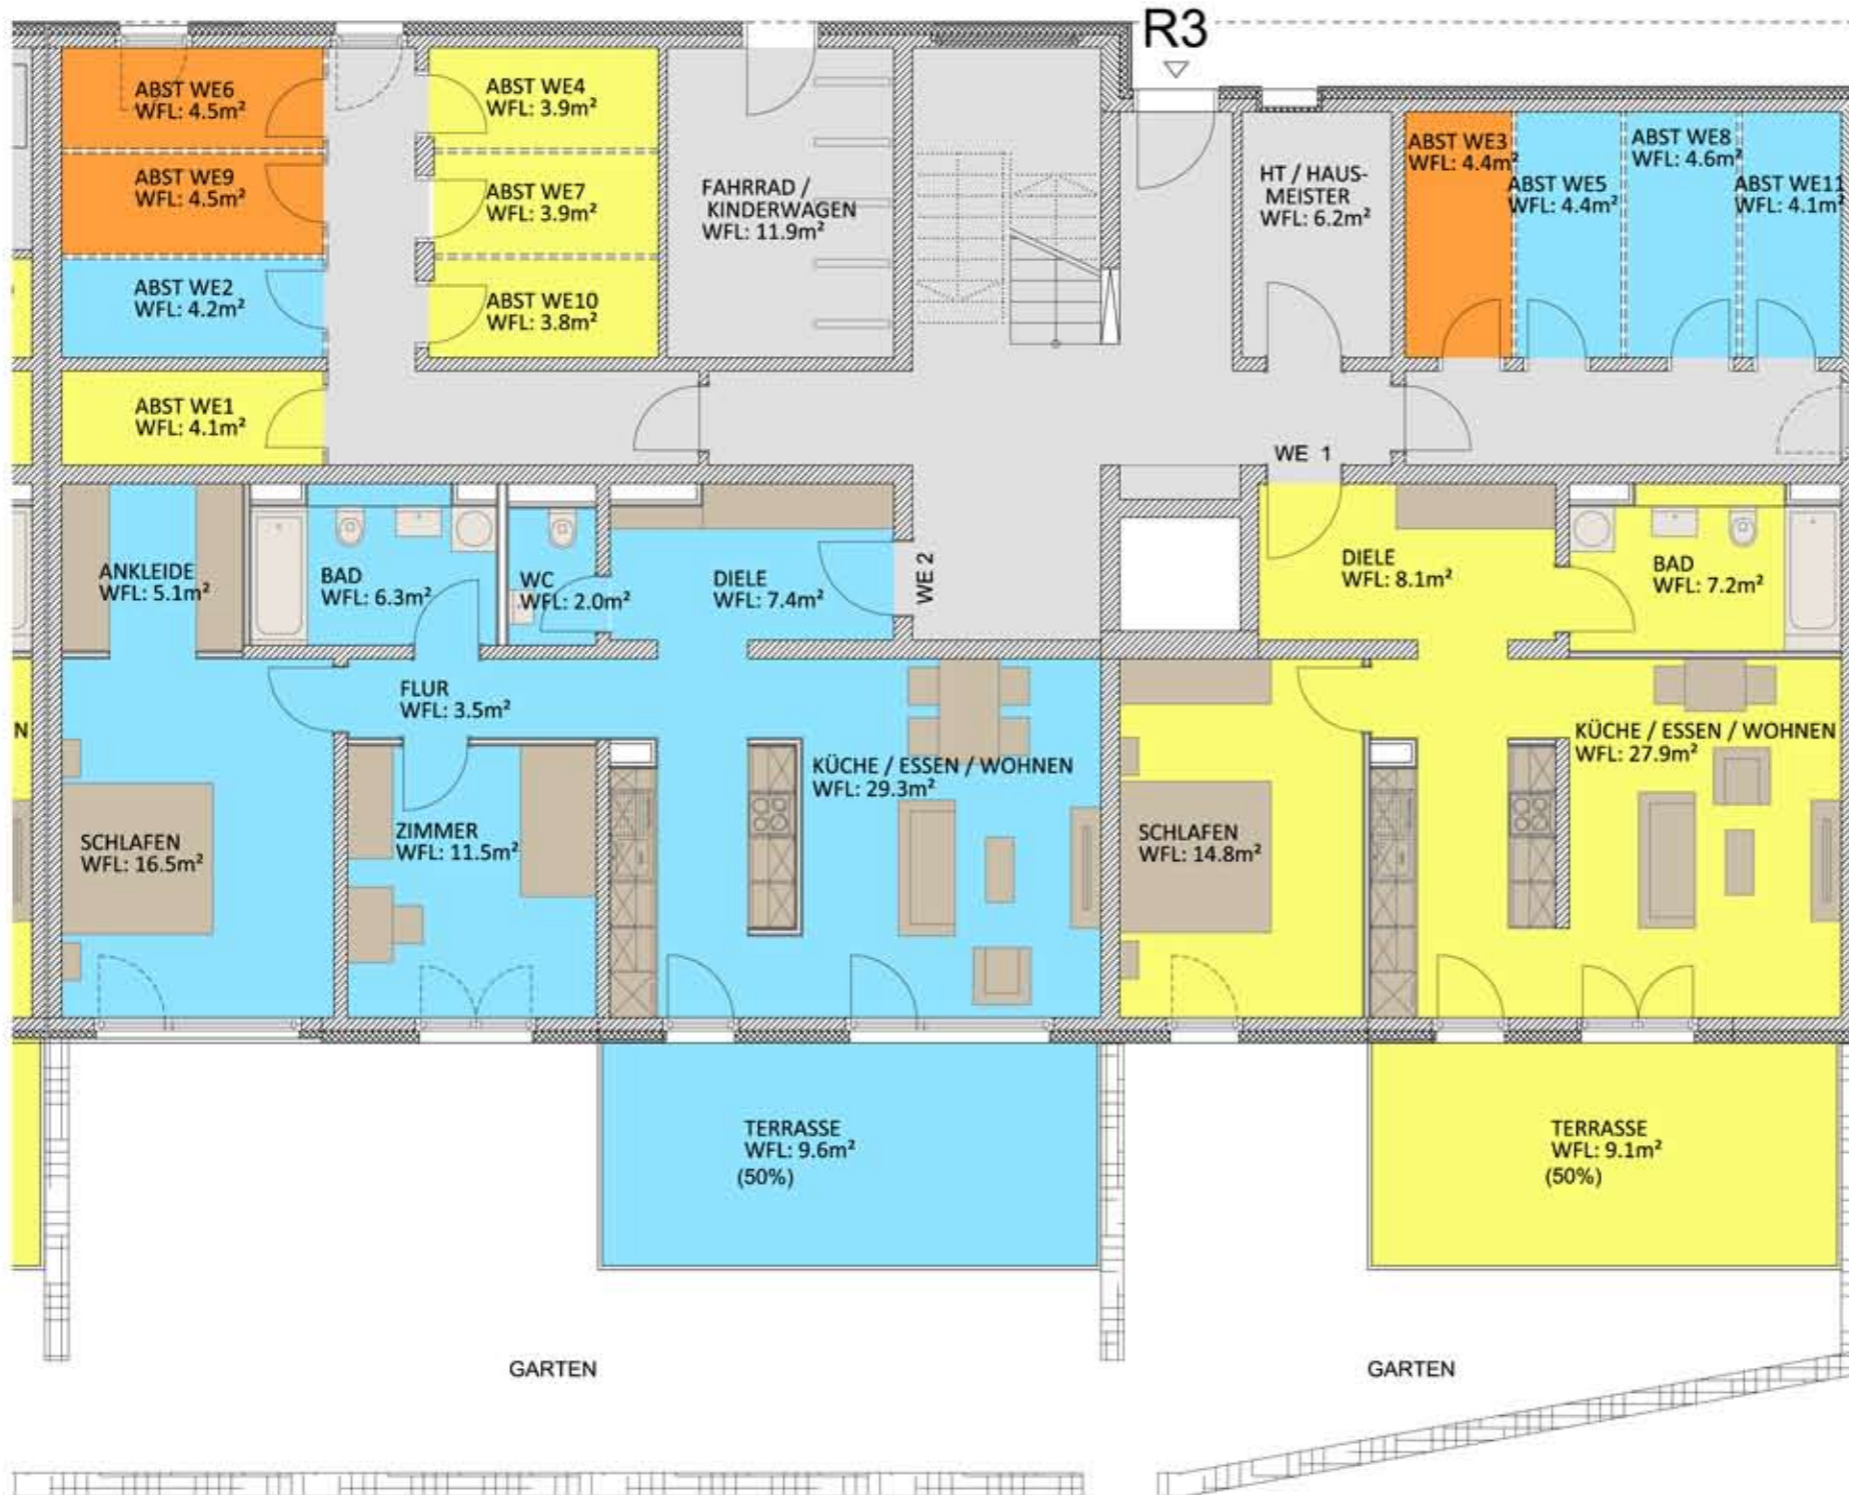 R3
ABST WE6
WFL: 4.5m²
ABST WE4
WFL: 3.9m²
ABST WE9
WFL: 4.5m²
ABST WE7
WFL: 3.9m²
ABST WE2
WFL: 4.2m²
ABST WE10
WFL: 3.8m²
FAHRRAD /
KINDERWAGEN
WFL: 11.9m²
HT / HAUS-
MEISTER
WFL: 6.2m²
ABST WE3
WFL: 4.4m²
ABST WE5
WFL: 4.4m²
ABST WE8
WFL: 4.6m²
ABST WE11
WFL: 4.1m²
ABST WE1
WFL: 4.1m²
WE 1
ANKLEIDE
WFL: 5.1m²
BAD
WFL: 6.3m²
WC
WFL: 2.0m²
DIELE
WFL: 7.4m²
WE 2
DIELE
WFL: 8.1m²
BAD
WFL: 7.2m²
FLUR
WFL: 3.5m²
N
KÜCHE / ESSEN / WOHNEN
WFL: 29.3m²
KÜCHE / ESSEN / WOHNEN
WFL: 27.9m²
SCHLAFEN
WFL: 16.5m²
ZIMMER
WFL: 11.5m²
SCHLAFEN
WFL: 14.8m²
TERRASSE
WFL: 9.6m²
(50%)
TERRASSE
WFL: 9.1m²
(50%)
GARTEN
GARTEN